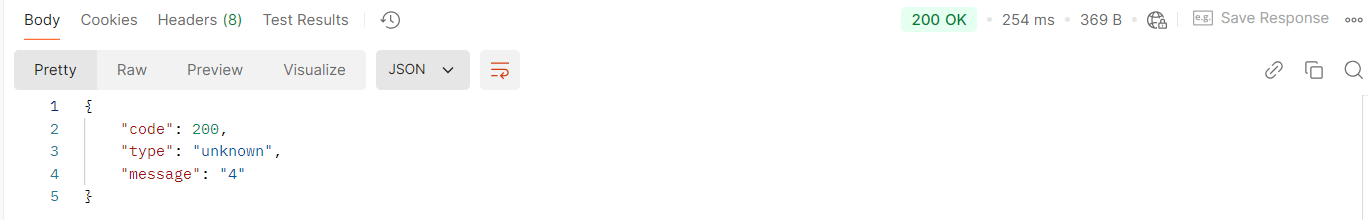 Body Cookies Headers (8) Test Results 200 OK 254 ms 369 B e.g. Save Response
Pretty Raw Preview Visualize JSON
1 {
2 "code": 200,
3 "type": "unknown",
4 "message": "4"
5 }